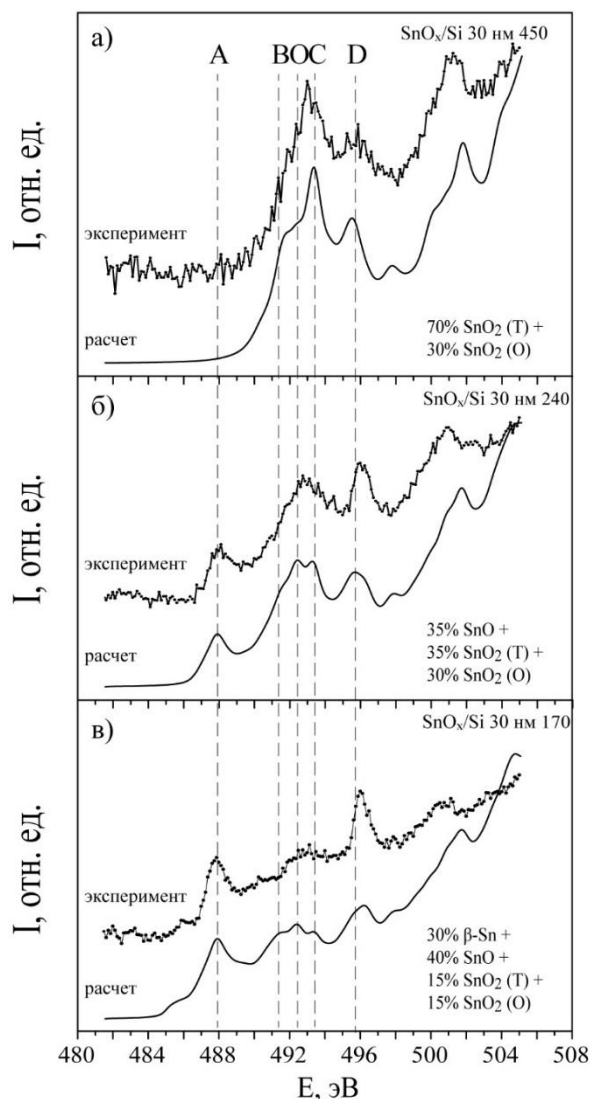 а)
SnOₓ/Si 30 нм 450
A B O C D
I, отн. ед.
эксперимент
расчет
70% SnO₂ (T) +
30% SnO₂ (O)
б)
SnOₓ/Si 30 нм 240
I, отн. ед.
эксперимент
расчет
35% SnO +
35% SnO₂ (T) +
30% SnO₂ (O)
в)
SnOₓ/Si 30 нм 170
I, отн. ед.
эксперимент
расчет
30% β-Sn +
40% SnO +
15% SnO₂ (T) +
15% SnO₂ (O)
480 484 488 492 496 500 504 508
E, эВ